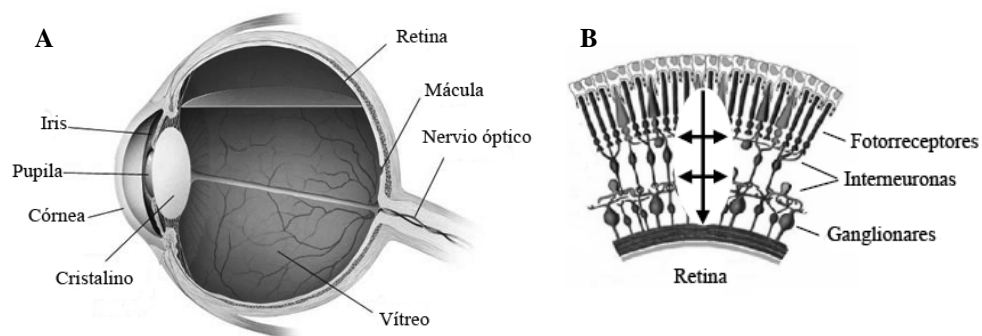 A
Retina
Mácula
Nervio óptico
Iris
Pupila
Córnea
Cristalino
Vítreo
B
Fotorreceptores
Interneuronas
Ganglionares
Retina